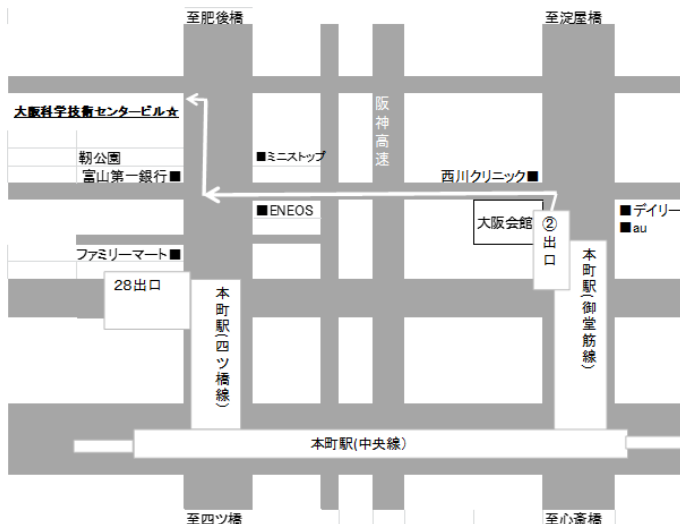 至肥後橋
至淀屋橋
大阪科学技術センタービル☆
阪神高速
靭公園
■ミニストップ
富山第一銀行■
西川クリニック■
■ENEOS
大阪会館
②出口
■デイリー
■au
ファミリーマート■
28出口
本町駅(四ツ橋線)
本町駅(御堂筋線)
本町駅(中央線)
至四ツ橋
至心斎橋